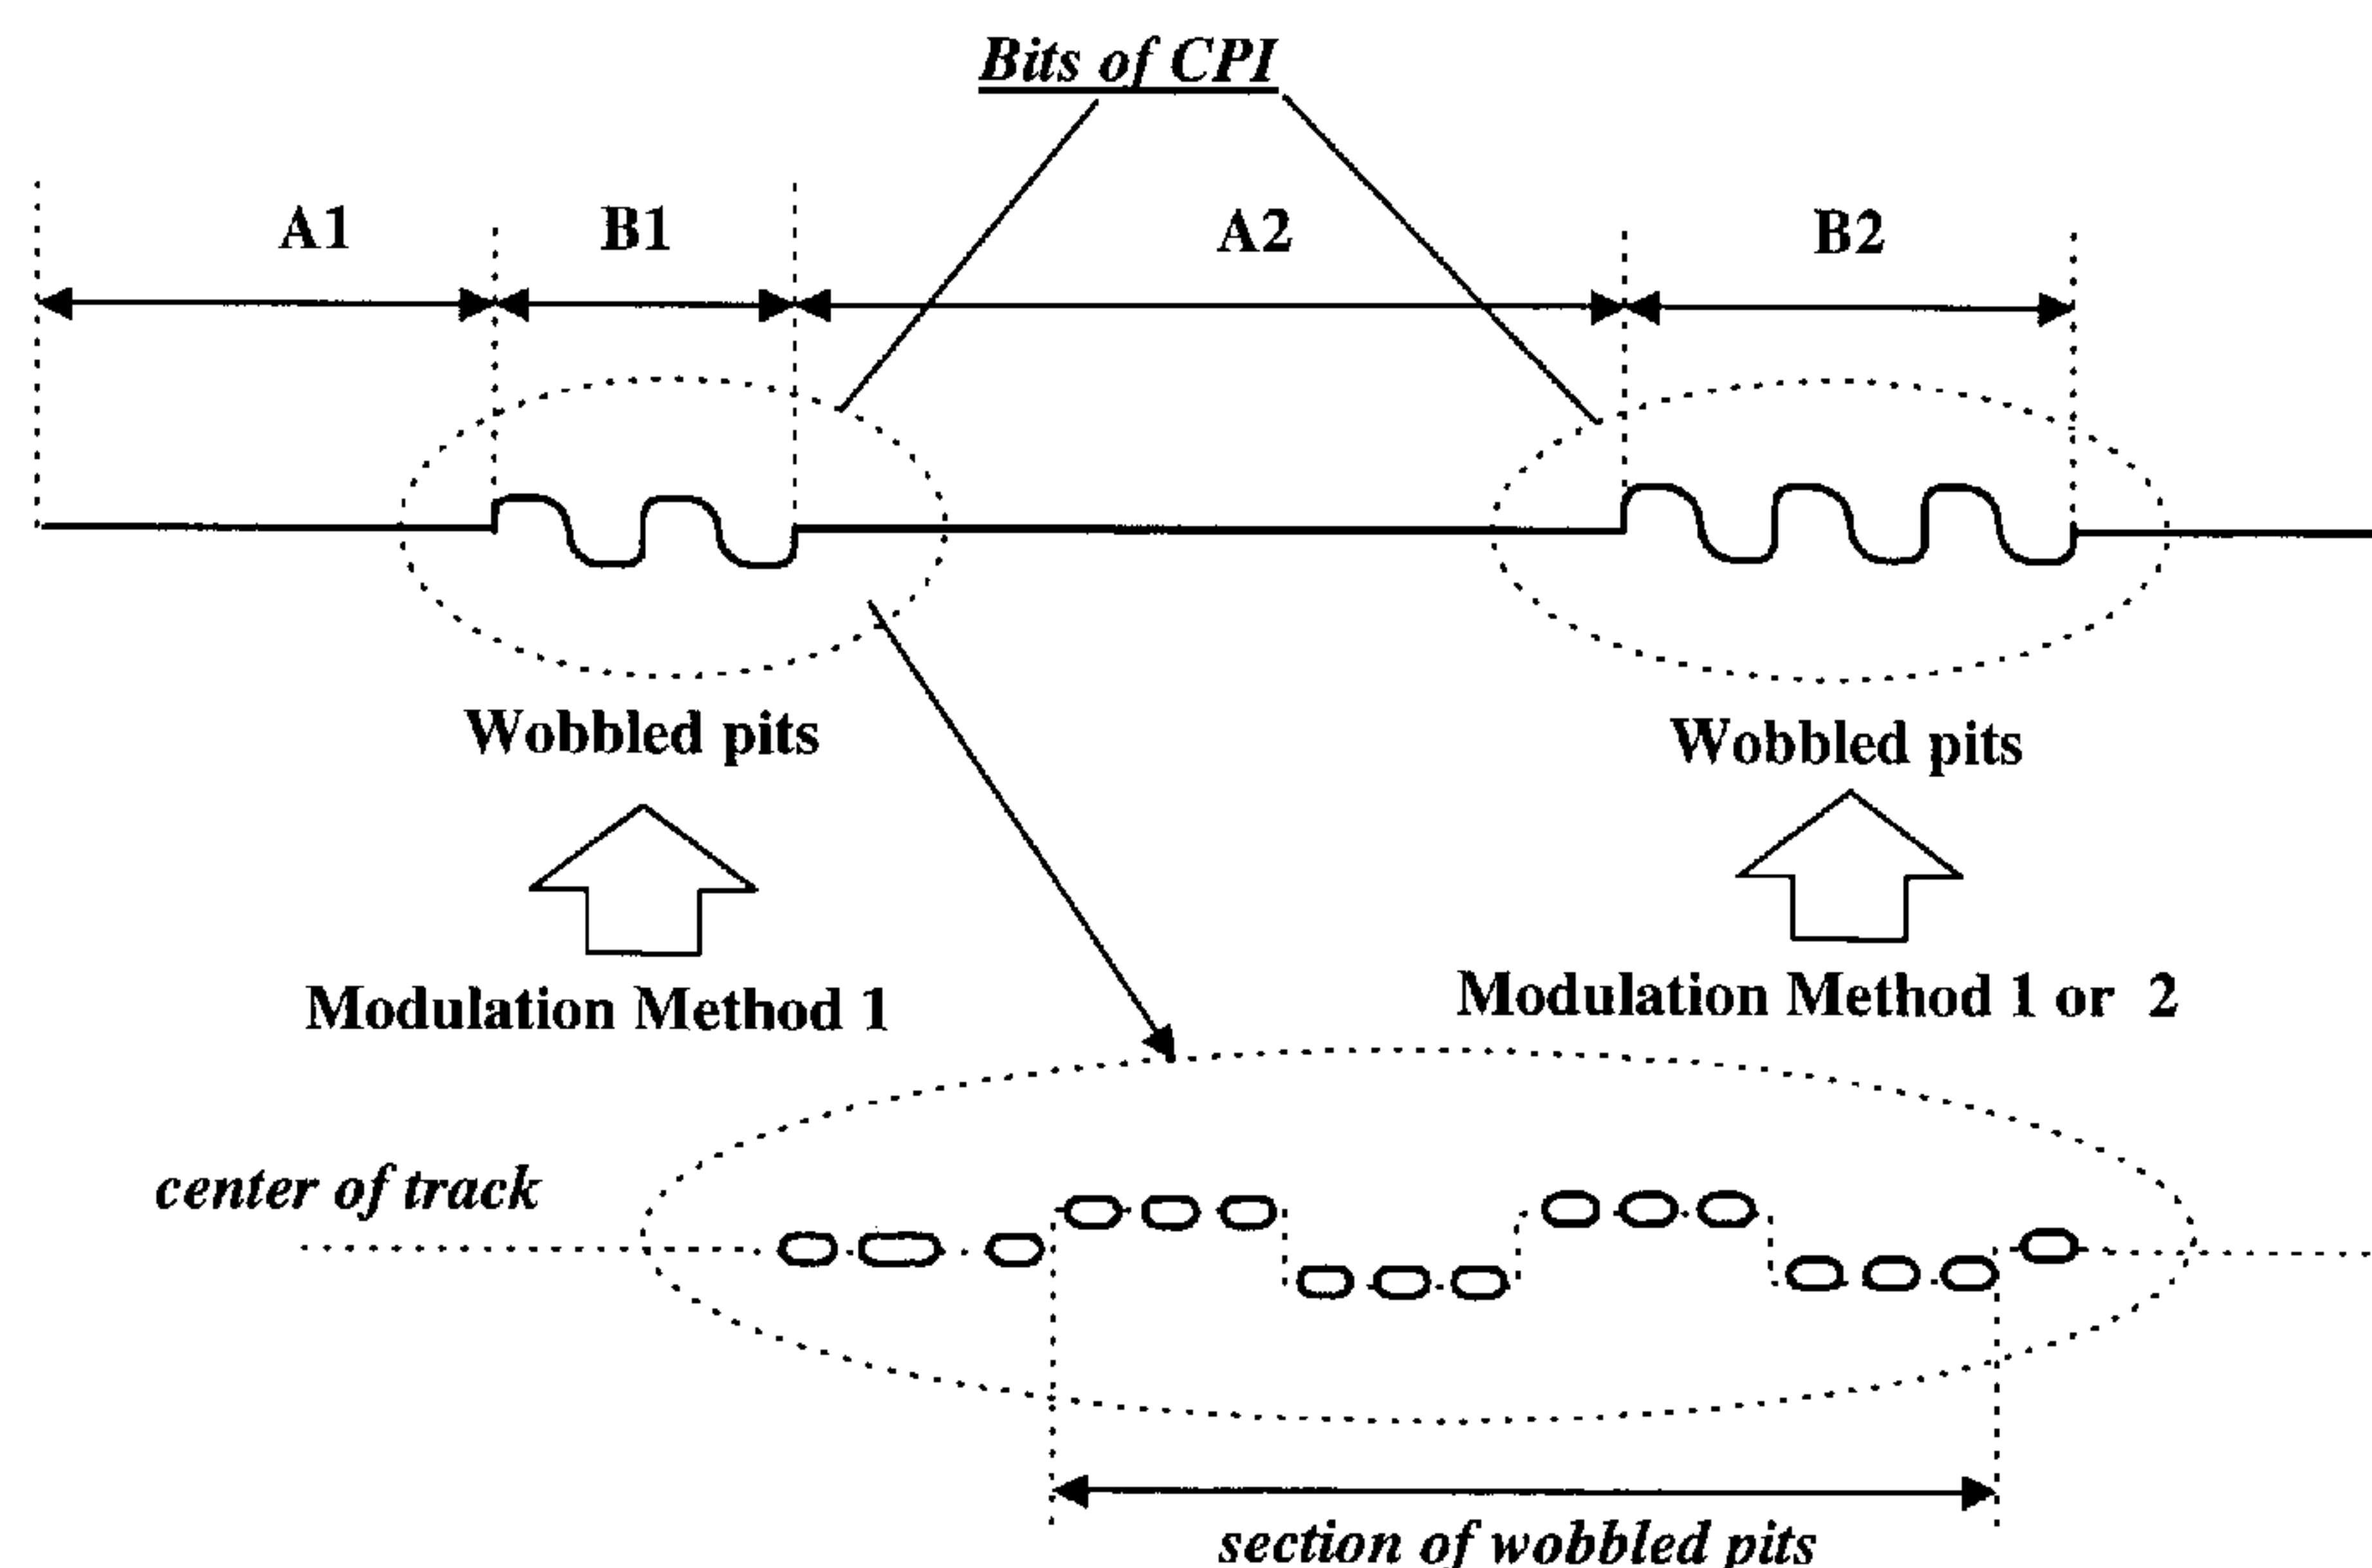 Bits of CPI
A1 B1 A2 B2
Wobbled pits Wobbled pits
Modulation Method 1 Modulation Method 1 or 2
center of track
section of wobbled pits